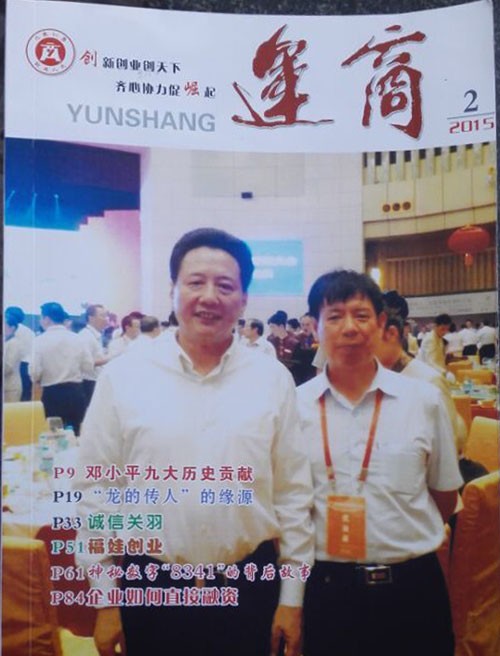 创新创业创天下
齐心协力促崛起
YUNSHANG
運商
2
2015
P9 邓小平九大历史贡献
P19 “龙的传人”的缘源
P33 诚信关羽
P51 福娃创业
P61 神秘数字“8341”的背后故事
P84 企业如何直接融资